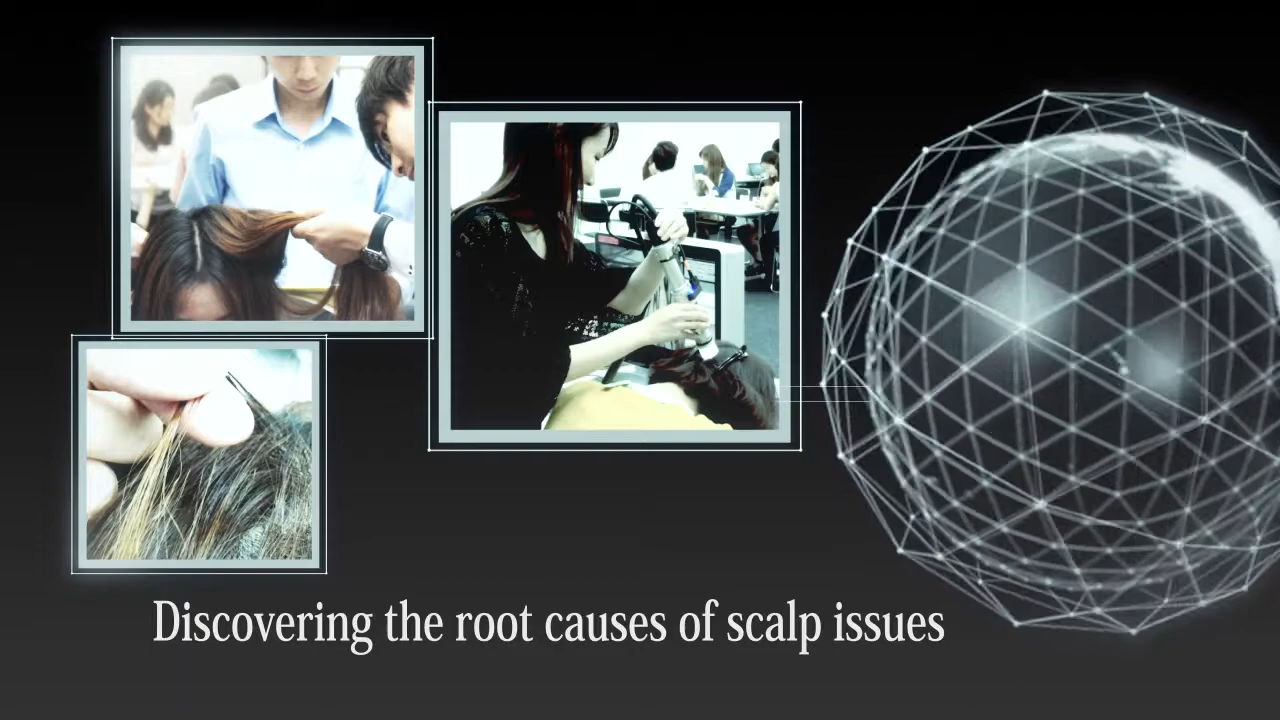 Discovering the root causes of scalp issues